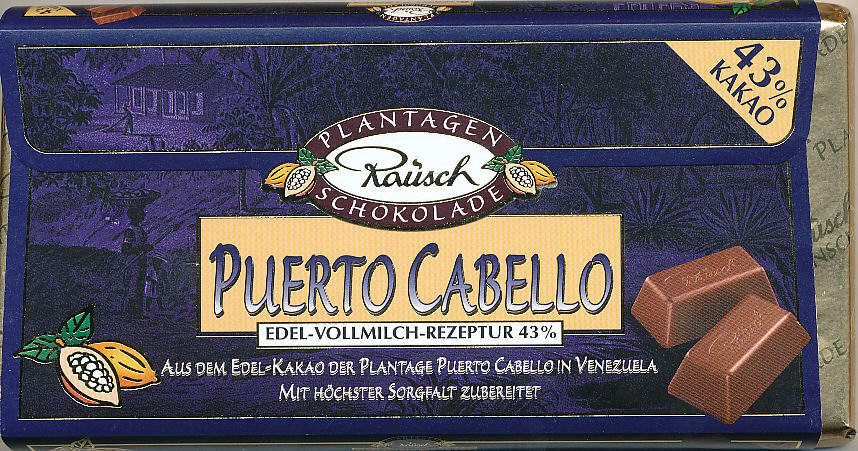 43%
KAKAO
PLANTAGEN
Rausch
SCHOKOLADE
PUERTO CABELLO
EDEL-VOLLMILCH-REZEPTUR 43%
AUS DEM EDEL-KAKAO DER PLANTAGE PUERTO CABELLO IN VENEZUELA
MIT HÖCHSTER SORGFALT ZUBEREITET
Rausch